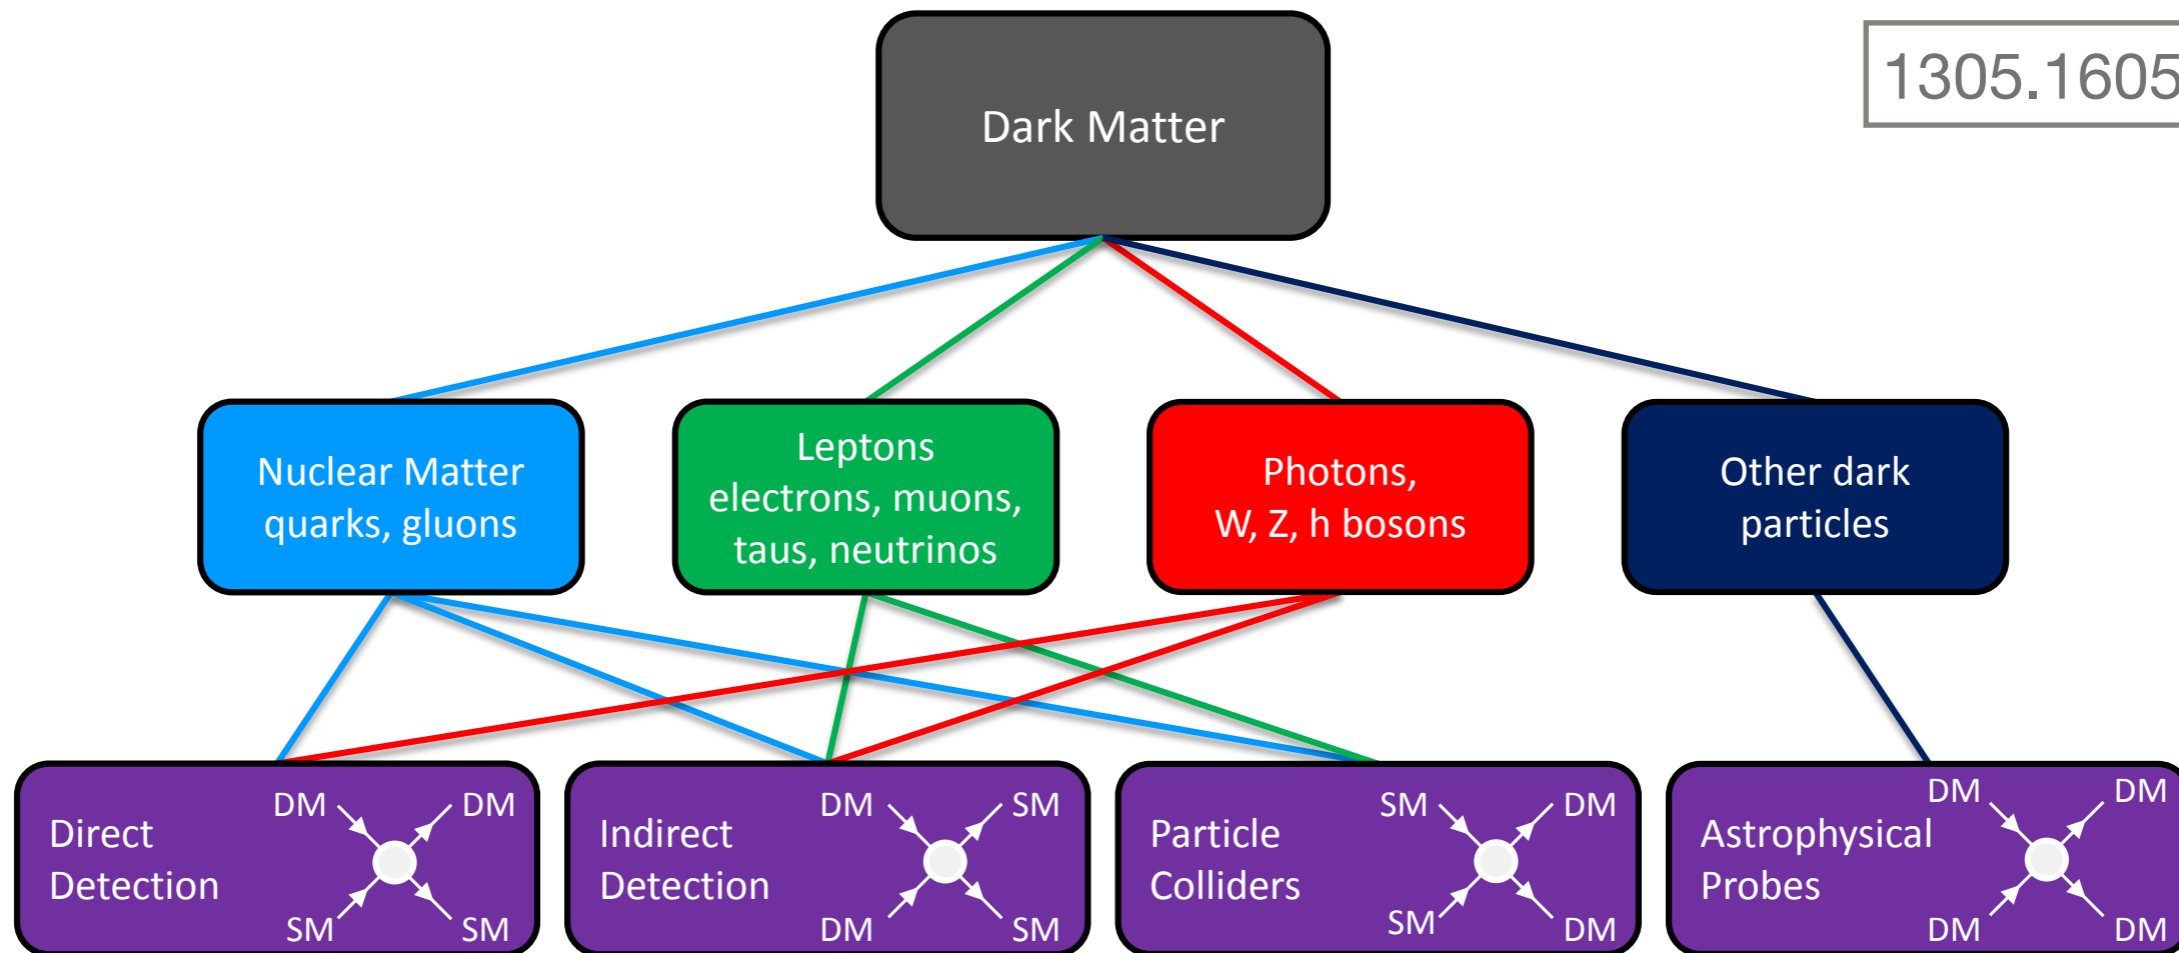 Dark Matter
1305.1605
Nuclear Matter
quarks, gluons
Leptons
electrons, muons,
taus, neutrinos
Photons,
W, Z, h bosons
Other dark
particles
Direct
Detection
DM
DM
SM
SM
Indirect
Detection
DM
SM
DM
SM
Particle
Colliders
SM
DM
SM
DM
Astrophysical
Probes
DM
DM
DM
DM